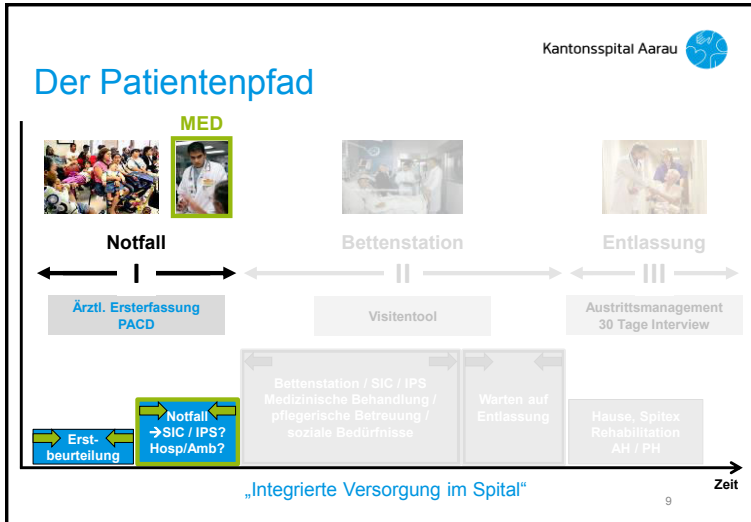 Kantonsspital Aarau
Der Patientenpfad
MED
Notfall
Bettenstation
Entlassung
I
II
III
Ärztl. Ersterfassung
PACD
Visitentool
Austrittsmanagement
30 Tage Interview
Erst-
beurteilung
Notfall
→SIC / IPS?
Hosp/Amb?
Bettenstation / SIC / IPS
Medizinische Behandlung /
pflegerische Betreuung /
soziale Bedürfnisse
Warten auf
Entlassung
Hause, Spitex
Rehabilitation
AH / PH
Zeit
„Integrierte Versorgung im Spital“
9